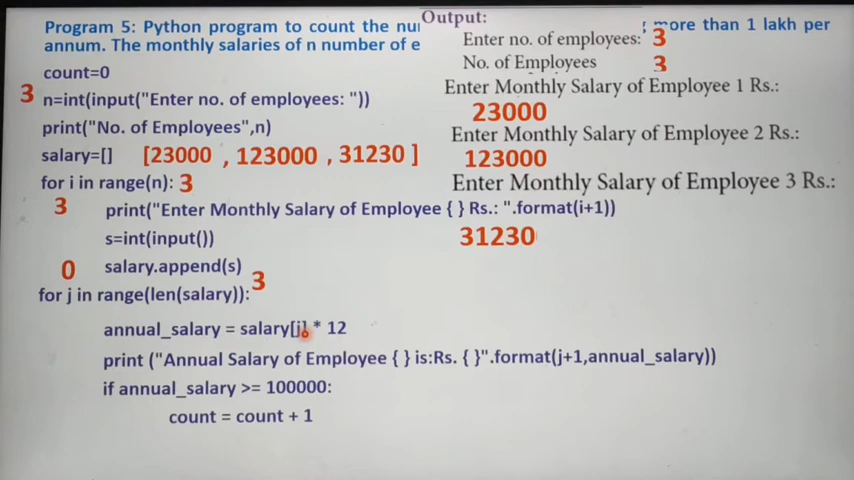 Program 5: Python program to count the
more than 1 lakh per
annum. The monthly salaries of n number of
Output:
Enter no. of employees: 3
No. of Employees 3
Enter Monthly Salary of Employee 1 Rs.:
23000
Enter Monthly Salary of Employee 2 Rs.:
123000
Enter Monthly Salary of Employee 3 Rs.:
31230
count=0
3 n=int(input("Enter no. of employees: "))
print("No. of Employees",n)
salary=[] [23000 , 123000 , 31230 ]
for i in range(n): 3
3 print("Enter Monthly Salary of Employee { } Rs.: ".format(i+1))
s=int(input())
0 salary.append(s)
for j in range(len(salary)): 3
annual_salary = salary[j] * 12
print ("Annual Salary of Employee { } is:Rs. { }".format(j+1,annual_salary))
if annual_salary >= 100000:
count = count + 1